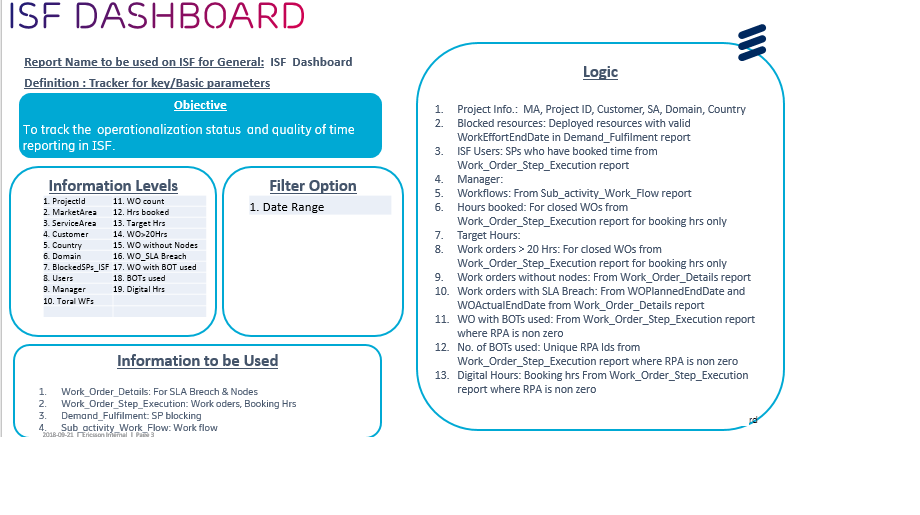 ISF DASHBOARD
Report Name to be used on ISF for General: ISF Dashboard
Definition : Tracker for key/Basic parameters
Objective
To track the operationalization status and quality of time
reporting in ISF.
Information Levels
1. ProjectId
2. MarketArea
3. ServiceArea
4. Customer
5. Country
6. Domain
7. BlockedSPs_ISF
8. Users
9. Manager
10. Toral WFs
11. WO count
12. Hrs booked
13. Target Hrs
14. WO>20Hrs
15. WO without Nodes
16. WO_SLA Breach
17. WO with BOT used
18. BOTs used
19. Digital Hrs
Filter Option
1. Date Range
Information to be Used
1. Work_Order_Details: For SLA Breach & Nodes
2. Work_Order_Step_Execution: Work oders, Booking Hrs
3. Demand_Fulfilment: SP blocking
4. Sub_activity_Work_Flow: Work flow
2018-09-21 | Ericsson Internal | Page 3
Logic
1. Project Info.: MA, Project ID, Customer, SA, Domain, Country
2. Blocked resources: Deployed resources with valid
WorkEffortEndDate in Demand_Fulfilment report
3. ISF Users: SPs who have booked time from
Work_Order_Step_Execution report
4. Manager:
5. Workflows: From Sub_activity_Work_Flow report
6. Hours booked: For closed WOs from
Work_Order_Step_Execution report for booking hrs only
7. Target Hours:
8. Work orders > 20 Hrs: For closed WOs from
Work_Order_Step_Execution report for booking hrs only
9. Work orders without nodes: From Work_Order_Details report
10. Work orders with SLA Breach: From WOPlannedEndDate and
WOActualEndDate from Work_Order_Details report
11. WO with BOTs used: From Work_Order_Step_Execution report
where RPA is non zero
12. No. of BOTs used: Unique RPA Ids from
Work_Order_Step_Execution report where RPA is non zero
13. Digital Hours: Booking hrs From Work_Order_Step_Execution
report where RPA is non zero
rd